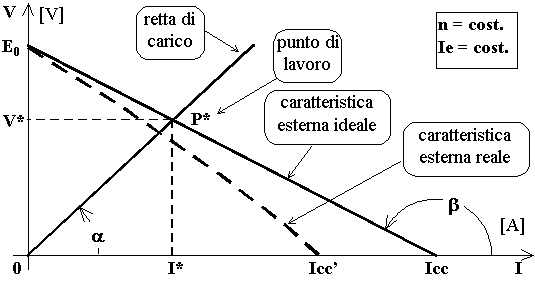 V [V]
retta di
carico
n = cost.
Ie = cost.
E0
punto di
lavoro
V*
P*
caratteristica
esterna ideale
caratteristica
esterna reale
α
β
[A]
0
I*
Icc’
Icc
I